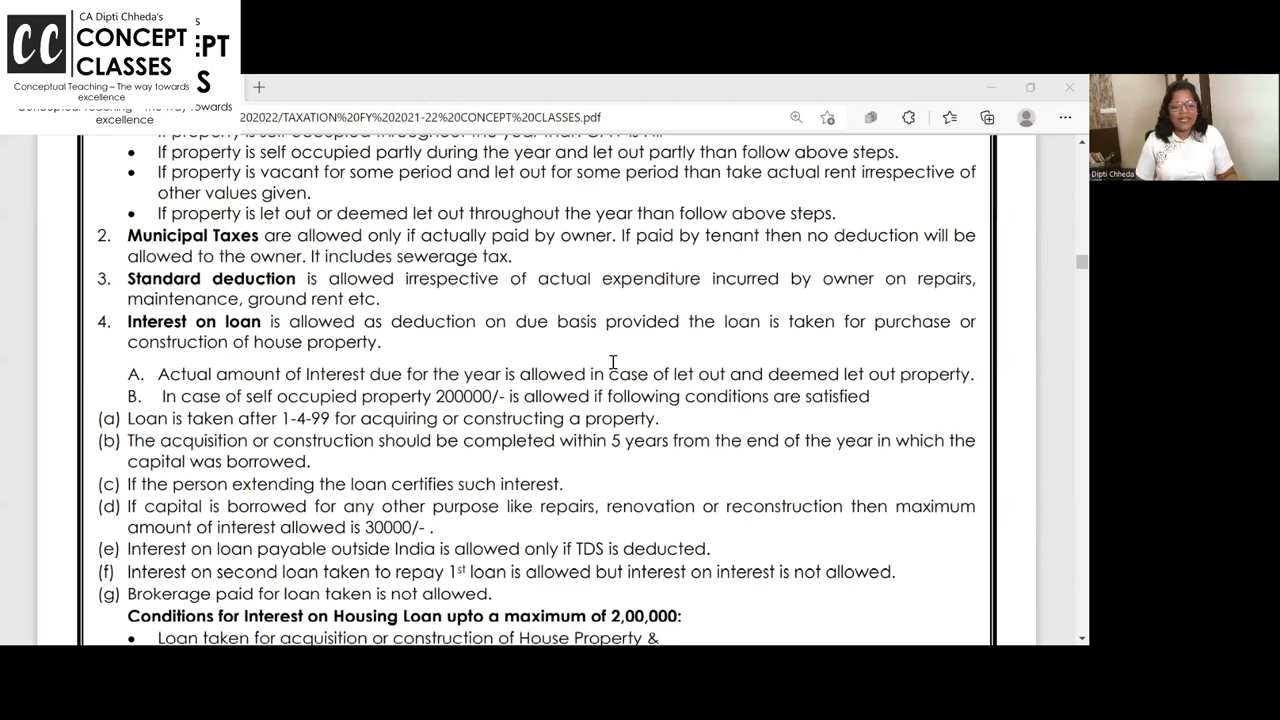 CA Dipti Chheda's
CC CONCEPT
CLASSES
Conceptual Teaching – The way towards
excellence
s
EPT
S
excellence
202022/TAXATION%20FY%202021-22%20CONCEPT%20CLASSES.pdf
Dipti Chheda
• If property is self occupied partly during the year and let out partly than follow above steps.
• If property is vacant for some period and let out for some period than take actual rent irrespective of
other values given.
• If property is let out or deemed let out throughout the year than follow above steps.
2. Municipal Taxes are allowed only if actually paid by owner. If paid by tenant then no deduction will be
allowed to the owner. It includes sewerage tax.
3. Standard deduction is allowed irrespective of actual expenditure incurred by owner on repairs,
maintenance, ground rent etc.
4. Interest on loan is allowed as deduction on due basis provided the loan is taken for purchase or
construction of house property.
A. Actual amount of Interest due for the year is allowed in case of let out and deemed let out property.
B. In case of self occupied property 200000/- is allowed if following conditions are satisfied
(a) Loan is taken after 1-4-99 for acquiring or constructing a property.
(b) The acquisition or construction should be completed within 5 years from the end of the year in which the
capital was borrowed.
(c) If the person extending the loan certifies such interest.
(d) If capital is borrowed for any other purpose like repairs, renovation or reconstruction then maximum
amount of interest allowed is 30000/- .
(e) Interest on loan payable outside India is allowed only if TDS is deducted.
(f) Interest on second loan taken to repay 1st loan is allowed but interest on interest is not allowed.
(g) Brokerage paid for loan taken is not allowed.
Conditions for Interest on Housing Loan upto a maximum of 2,00,000:
• Loan taken for acquisition or construction of House Property &